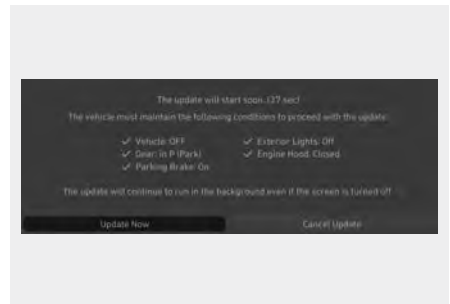 The update will start soon. (27 sec)
The vehicle must maintain the following conditions to proceed with the update:
✓ Vehicle: OFF ✓ Exterior Lights: Off
✓ Gear: in P (Park) ✓ Engine Hood: Closed
✓ Parking Brake: On
The update will continue to run in the background even if the screen is turned off.
Update Now Cancel Update